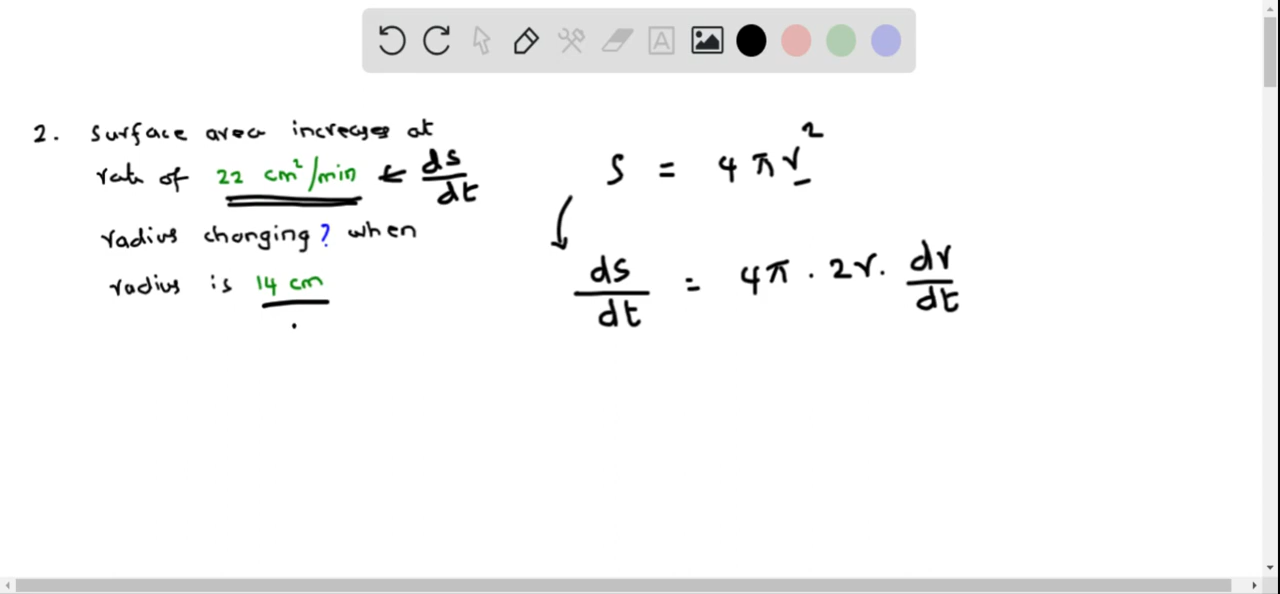 2. Surface area increases at
rate of 22 cm²/min ← ds/dt
radius changing? when
radius is 14 cm
S = 4πr²
ds/dt = 4π · 2r · dr/dt
A